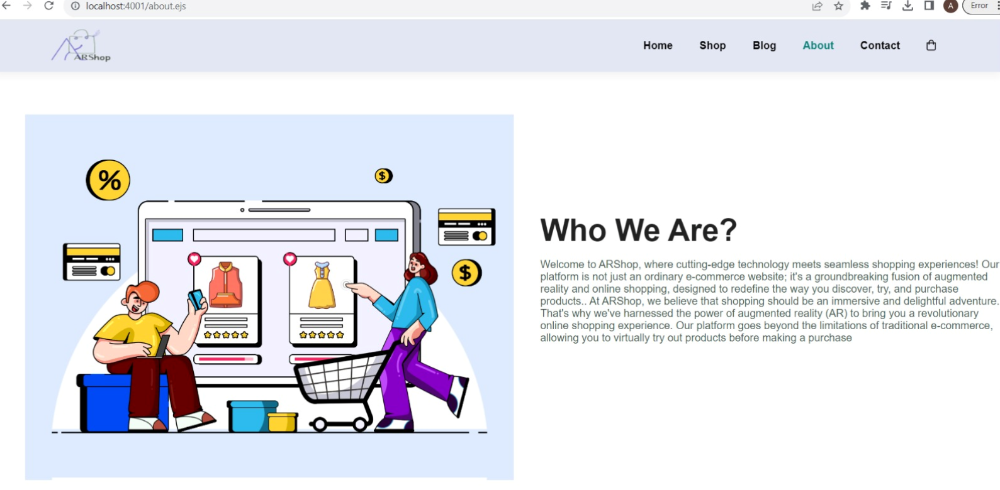 localhost:4001/about.ejs
A
Error
ARShop
Home Shop Blog About Contact
%
$
$
Who We Are?
Welcome to ARShop, where cutting-edge technology meets seamless shopping experiences! Our
platform is not just an ordinary e-commerce website; it's a groundbreaking fusion of augmented
reality and online shopping, designed to redefine the way you discover, try, and purchase
products.. At ARShop, we believe that shopping should be an immersive and delightful adventure.
That's why we've harnessed the power of augmented reality (AR) to bring you a revolutionary
online shopping experience. Our platform goes beyond the limitations of traditional e-commerce,
allowing you to virtually try out products before making a purchase